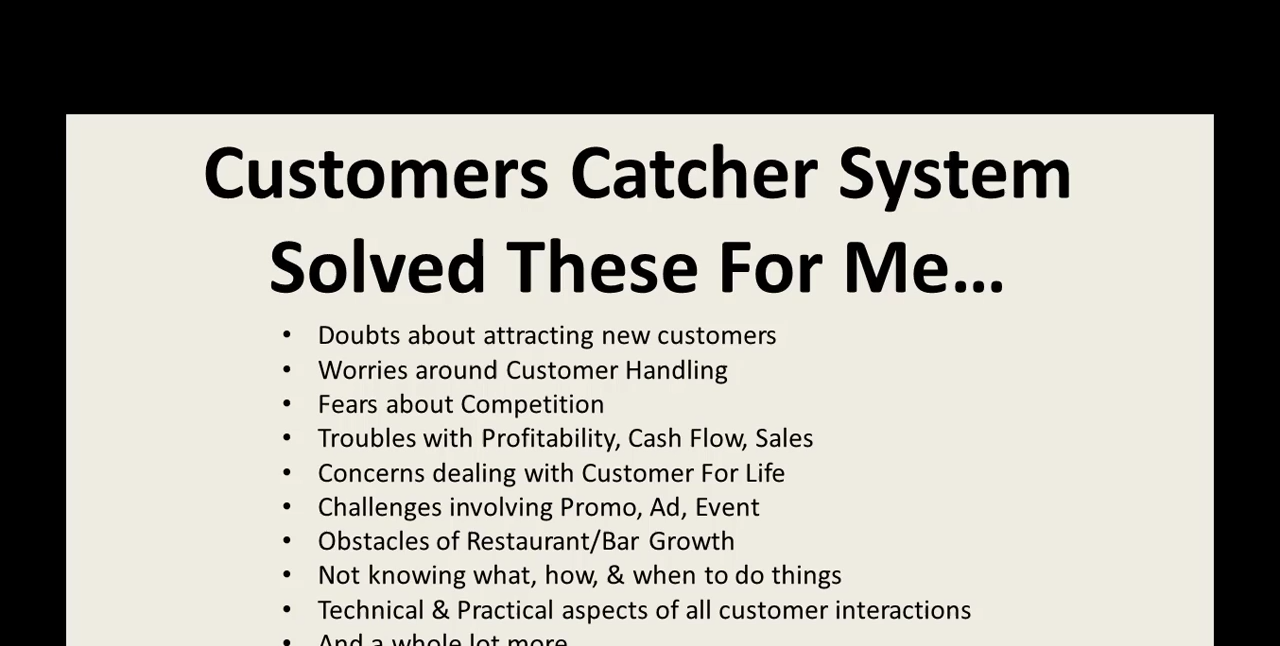 Customers Catcher System
Solved These For Me...
• Doubts about attracting new customers
• Worries around Customer Handling
• Fears about Competition
• Troubles with Profitability, Cash Flow, Sales
• Concerns dealing with Customer For Life
• Challenges involving Promo, Ad, Event
• Obstacles of Restaurant/Bar Growth
• Not knowing what, how, & when to do things
• Technical & Practical aspects of all customer interactions
• And a whole lot more